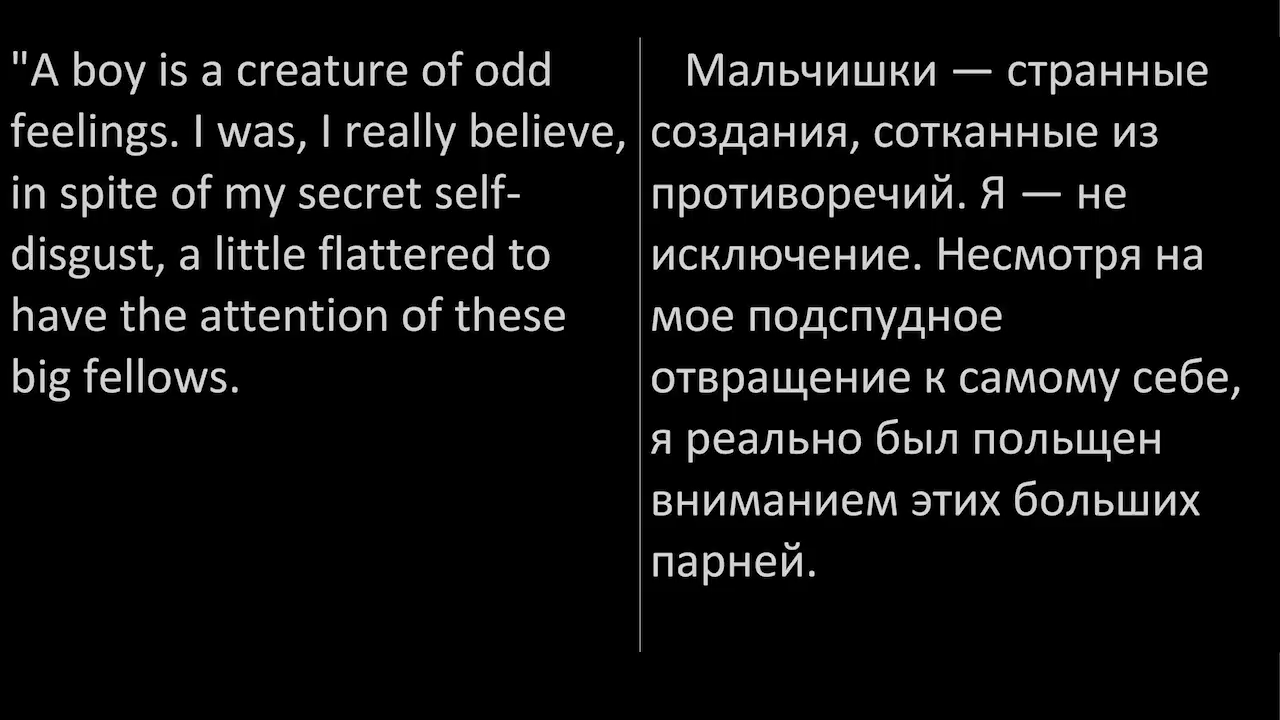 "A boy is a creature of odd
feelings. I was, I really believe,
in spite of my secret self-
disgust, a little flattered to
have the attention of these
big fellows.
Мальчишки — странные
создания, сотканные из
противоречий. Я — не
исключение. Несмотря на
мое подспудное
отвращение к самому себе,
я реально был польщен
вниманием этих больших
парней.